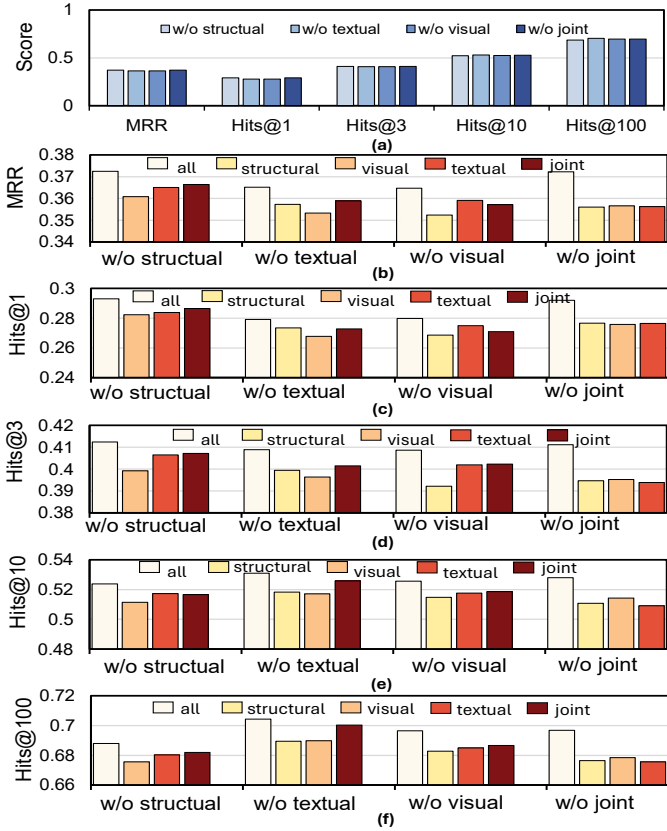 w/o structual w/o textual w/o visual w/o joint
Score
1
0.5
0
MRR Hits@1 Hits@3 Hits@10 Hits@100
(a)
MRR
0.38
0.37
0.36
0.35
0.34
all structural visual textual joint
w/o structual w/o textual w/o visual w/o joint
(b)
Hits@1
0.3
0.28
0.26
0.24
all structural visual textual joint
w/o structual w/o textual w/o visual w/o joint
(c)
Hits@3
0.42
0.41
0.4
0.39
0.38
all structural visual textual joint
w/o structual w/o textual w/o visual w/o joint
(d)
Hits@10
0.54
0.52
0.5
0.48
all structural visual textual joint
w/o structual w/o textual w/o visual w/o joint
(e)
Hits@100
0.72
0.7
0.68
0.66
all structural visual textual joint
w/o structual w/o textual w/o visual w/o joint
(f)